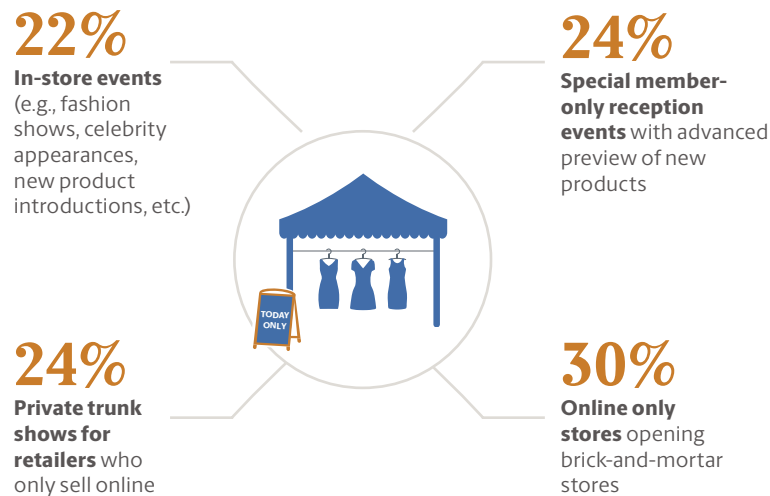 22%
In-store events
(e.g., fashion
shows, celebrity
appearances,
new product
introductions, etc.)
24%
Special member-
only reception
events with advanced
preview of new
products
TODAY
ONLY
24%
Private trunk
shows for
retailers who
only sell online
30%
Online only
stores opening
brick-and-mortar
stores